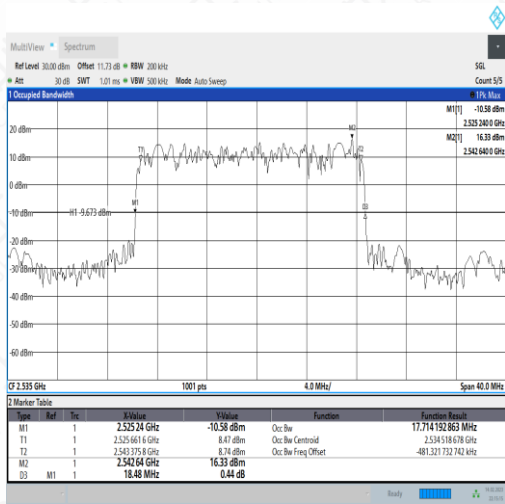 MultiView Spectrum
Ref Level 30.00 dBm Offset 11.73 dB RBW 200 kHz SGL
Att 30 dB SWT 1.01 ms VBW 500 kHz Mode Auto Sweep Count 5/5
1 Occupied Bandwidth 1Pk Max
M1[1] -10.58 dBm
2.525 240 0 GHz
M2[1] 16.33 dBm
2.542 640 0 GHz
M2
20 dBm
T1 T2
10 dBm
0 dBm
M1 D3
-10 dBm H1 -9.673 dBm
-20 dBm
-30 dBm
-40 dBm
-50 dBm
-60 dBm
CF 2.535 GHz 1001 pts 4.0 MHz/ Span 40.0 MHz
2 Marker Table
Type Ref Trc X-Value Y-Value Function Function Result
M1 1 2.525 24 GHz -10.58 dBm Occ Bw 17.714 192 863 MHz
T1 1 2.525 661 6 GHz 8.47 dBm Occ Bw Centroid 2.534 518 678 GHz
T2 1 2.543 375 8 GHz 8.74 dBm Occ Bw Freq Offset -481.321 732 742 kHz
M2 1 2.542 64 GHz 16.33 dBm
D3 M1 1 18.48 MHz 0.44 dB
Ready